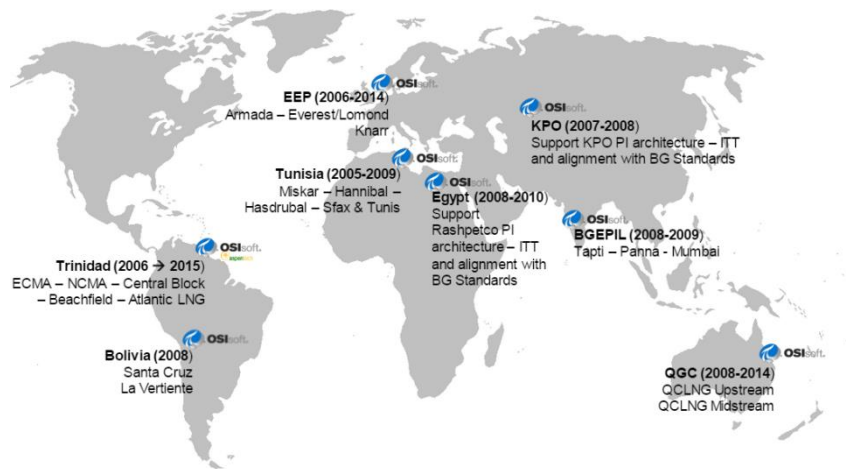 OSIsoft.
EEP (2006-2014)
Armada – Everest/Lomond
Knarr
OSIsoft.
KPO (2007-2008)
Support KPO PI architecture – ITT
and alignment with BG Standards
OSIsoft.
Tunisia (2005-2009)
Miskar – Hannibal –
Hasdrubal – Sfax & Tunis
OSIsoft.
Egypt (2008-2010)
Support
Rashpetco PI
architecture – ITT
and alignment with
BG Standards
OSIsoft.
BGEPIL (2008-2009)
Tapti – Panna - Mumbai
OSIsoft.
Trinidad (2006 → 2015)
ECMA – NCMA – Central Block
– Beachfield – Atlantic LNG
OSIsoft.
Bolivia (2008)
Santa Cruz
La Vertiente
OSIsoft.
QGC (2008-2014)
QCLNG Upstream
QCLNG Midstream